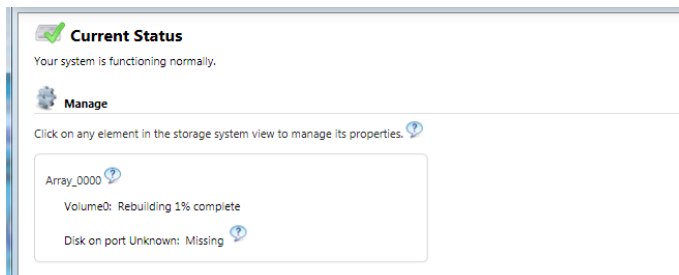 Current Status
Your system is functioning normally.
Manage
Click on any element in the storage system view to manage its properties. ?
Array_0000 ?
Volume0: Rebuilding 1% complete
Disk on port Unknown: Missing ?